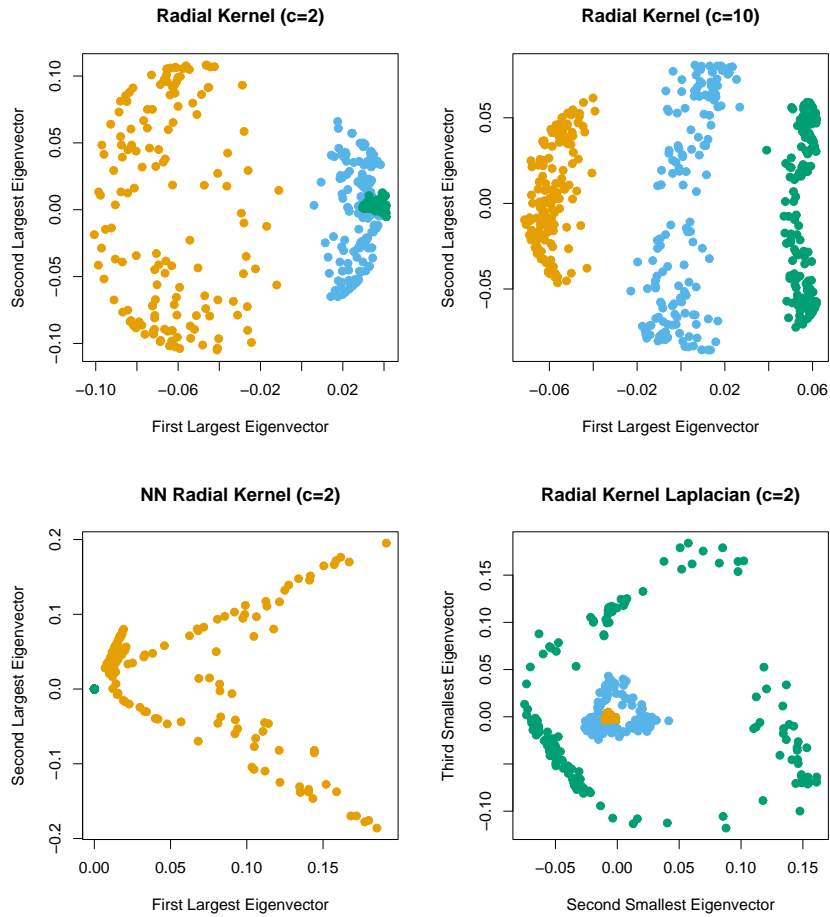 Radial Kernel (c=2)
Second Largest Eigenvector
0.10
0.05
0.00
−0.05
−0.10
−0.10
−0.06
−0.02
0.02
First Largest Eigenvector
Radial Kernel (c=10)
Second Largest Eigenvector
0.05
0.00
−0.05
−0.06
−0.02
0.02
0.06
First Largest Eigenvector
NN Radial Kernel (c=2)
Second Largest Eigenvector
0.2
0.1
0.0
−0.1
−0.2
0.00
0.05
0.10
0.15
First Largest Eigenvector
Radial Kernel Laplacian (c=2)
Third Smallest Eigenvector
0.15
0.10
0.05
0.00
−0.10
−0.05
0.00
0.05
0.10
0.15
Second Smallest Eigenvector